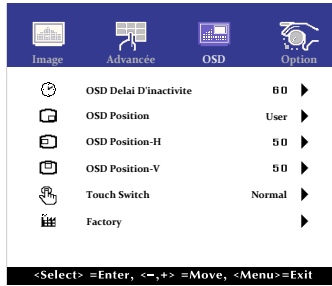 Image Advancée OSD Option
OSD Delai D'inactivite 60
OSD Position User
OSD Position-H 50
OSD Position-V 50
Touch Switch Normal
Factory
<Select> =Enter, <−,+> =Move, <Menu>=Exit